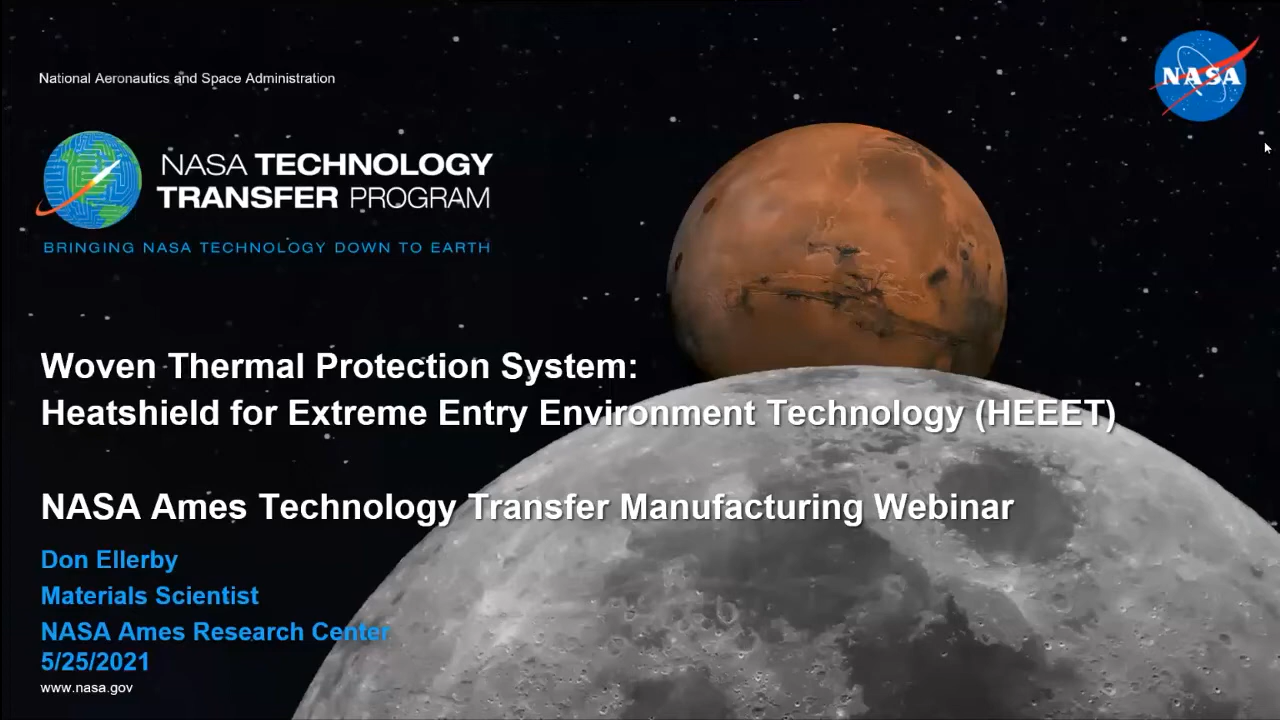 National Aeronautics and Space Administration
NASA
NASA TECHNOLOGY
TRANSFER PROGRAM
BRINGING NASA TECHNOLOGY DOWN TO EARTH
Woven Thermal Protection System:
Heatshield for Extreme Entry Environment Technology (HEEET)
NASA Ames Technology Transfer Manufacturing Webinar
Don Ellerby
Materials Scientist
NASA Ames Research Center
5/25/2021
www.nasa.gov